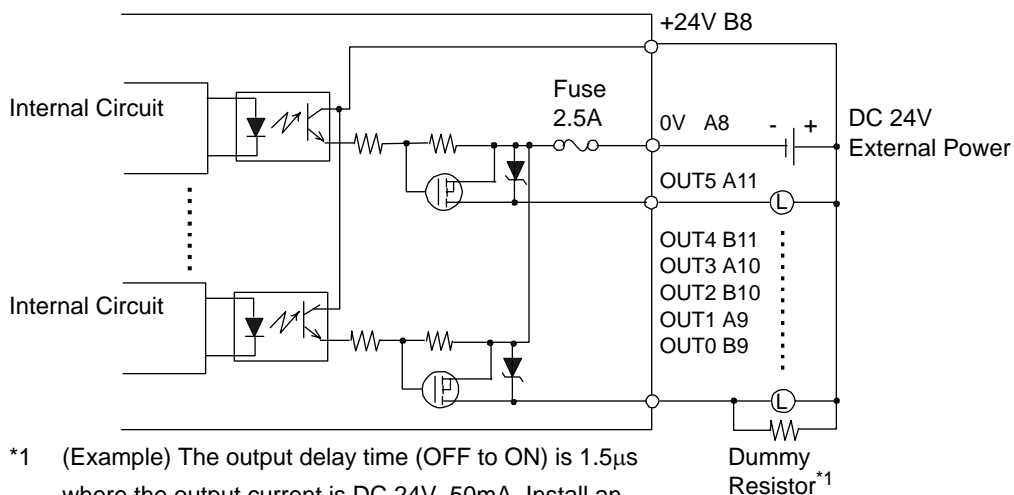 +24V B8
Internal Circuit
Fuse
2.5A
0V A8
- +
DC 24V
External Power
OUT5 A11
L
OUT4 B11
OUT3 A10
OUT2 B10
OUT1 A9
OUT0 B9
Internal Circuit
L
Dummy
Resistor*1
*1 (Example) The output delay time (OFF to ON) is 1.5μs
where the output current is DC 24V, 50mA. Install an